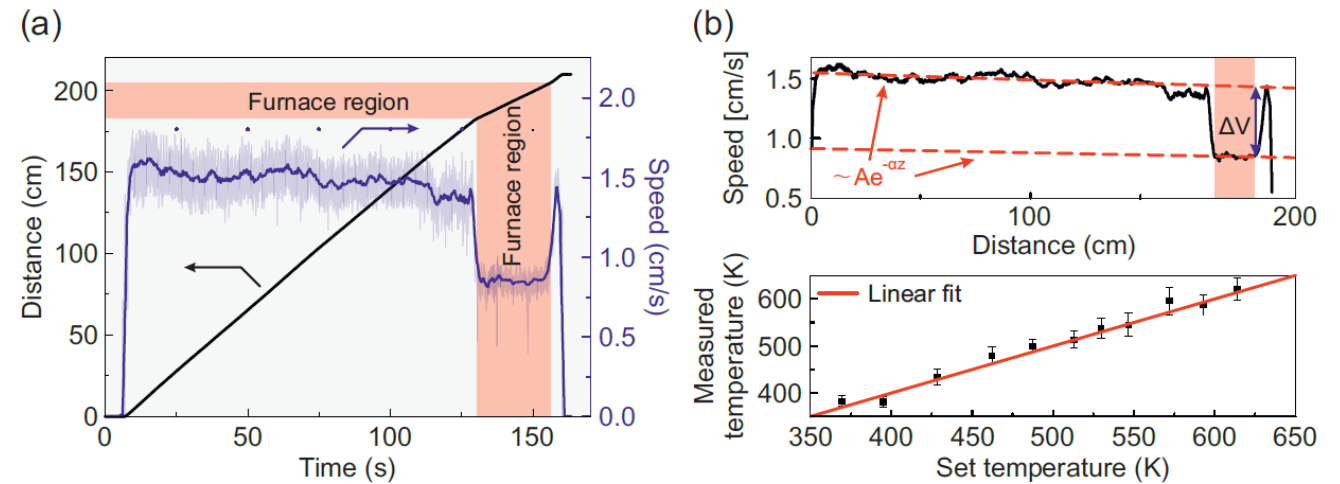 (a)
200
150
100
50
0
Distance (cm)
Furnace region
Furnace region
2.0
1.5
1.0
0.5
0.0
Speed (cm/s)
0 50 100 150
Time (s)
(b)
1.5
1.0
0.5
Speed [cm/s]
~ Ae^-αz
ΔV
0 100 200
Distance (cm)
Measured
temperature (K)
600
500
400
Linear fit
350 400 450 500 550 600 650
Set temperature (K)